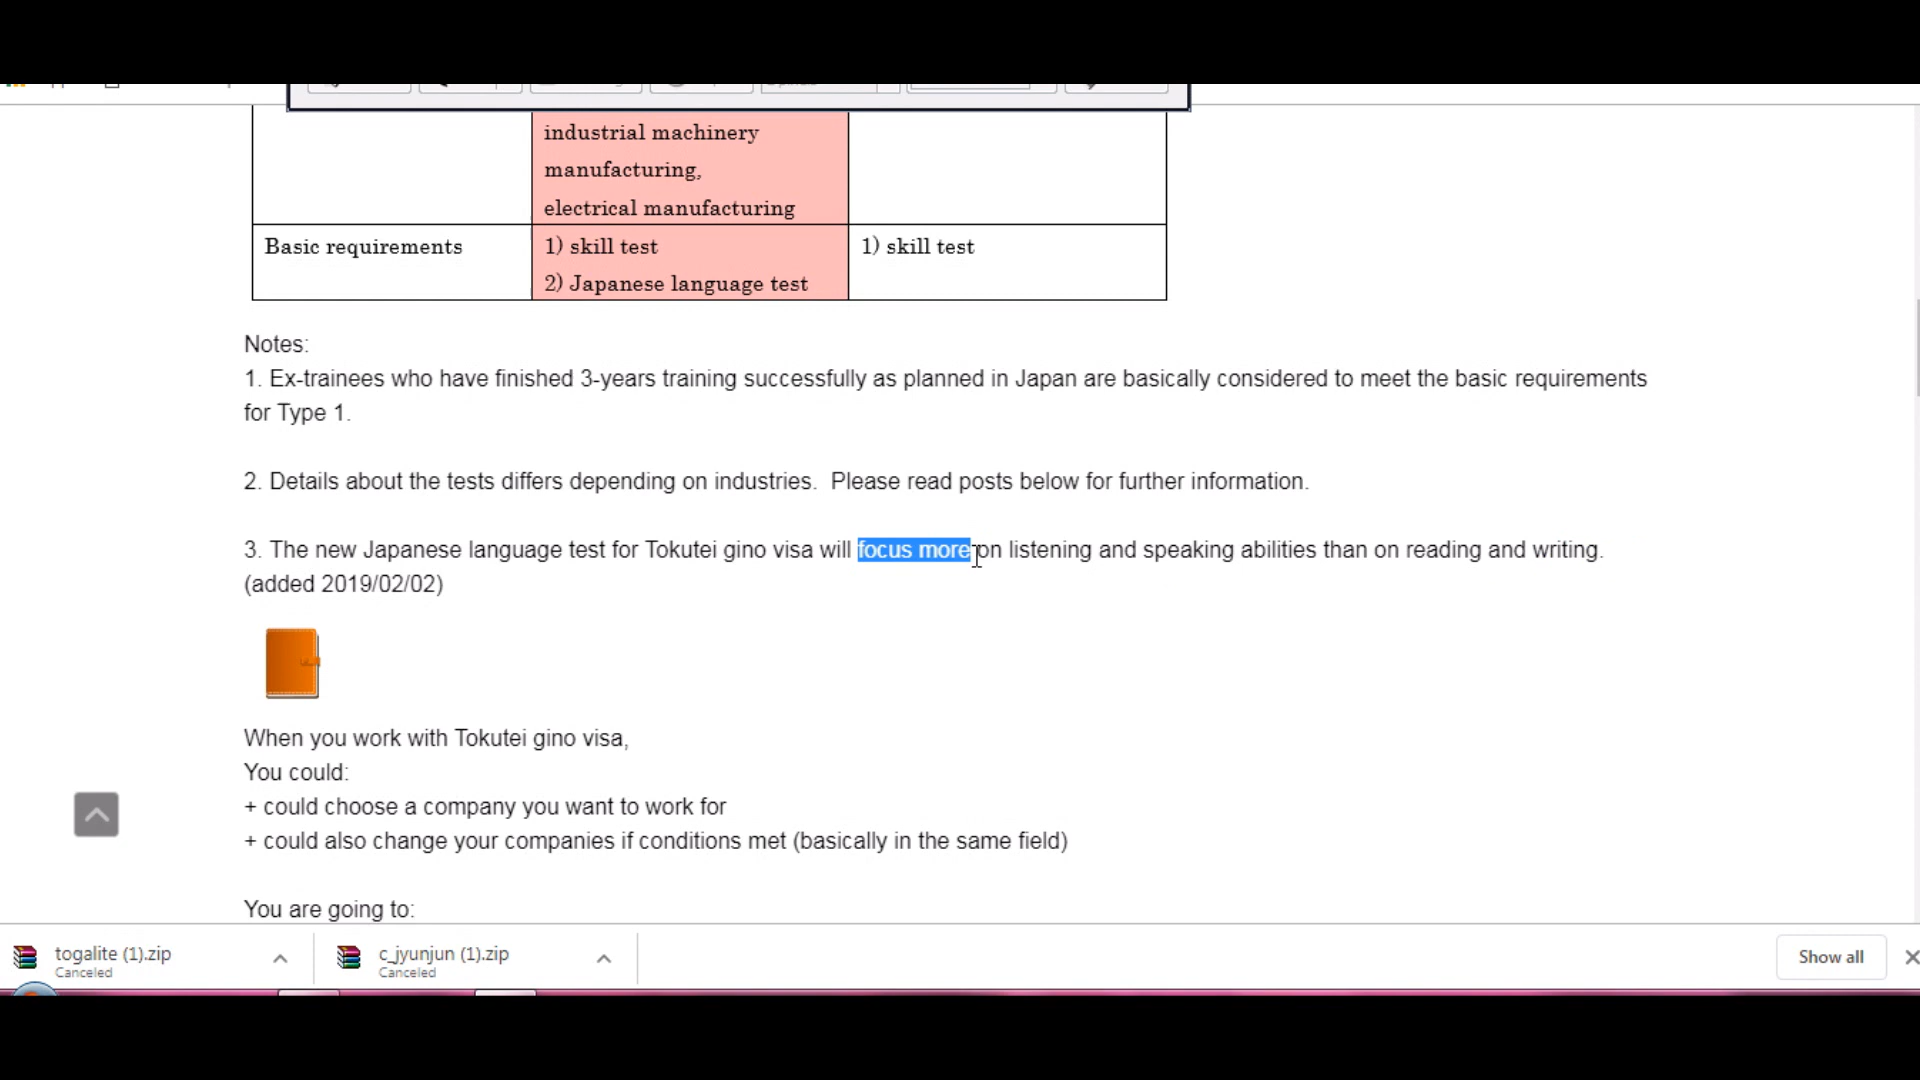 industrial machinery
manufacturing,
electrical manufacturing
Basic requirements
1) skill test
2) Japanese language test
1) skill test
Notes:
1. Ex-trainees who have finished 3-years training successfully as planned in Japan are basically considered to meet the basic requirements
for Type 1.
2. Details about the tests differs depending on industries.  Please read posts below for further information.
3. The new Japanese language test for Tokutei gino visa will focus more on listening and speaking abilities than on reading and writing.
(added 2019/02/02)
When you work with Tokutei gino visa,
You could:
+ could choose a company you want to work for
+ could also change your companies if conditions met (basically in the same field)
You are going to:
togalite (1).zip
Canceled
c_jyunjun (1).zip
Canceled
Show all